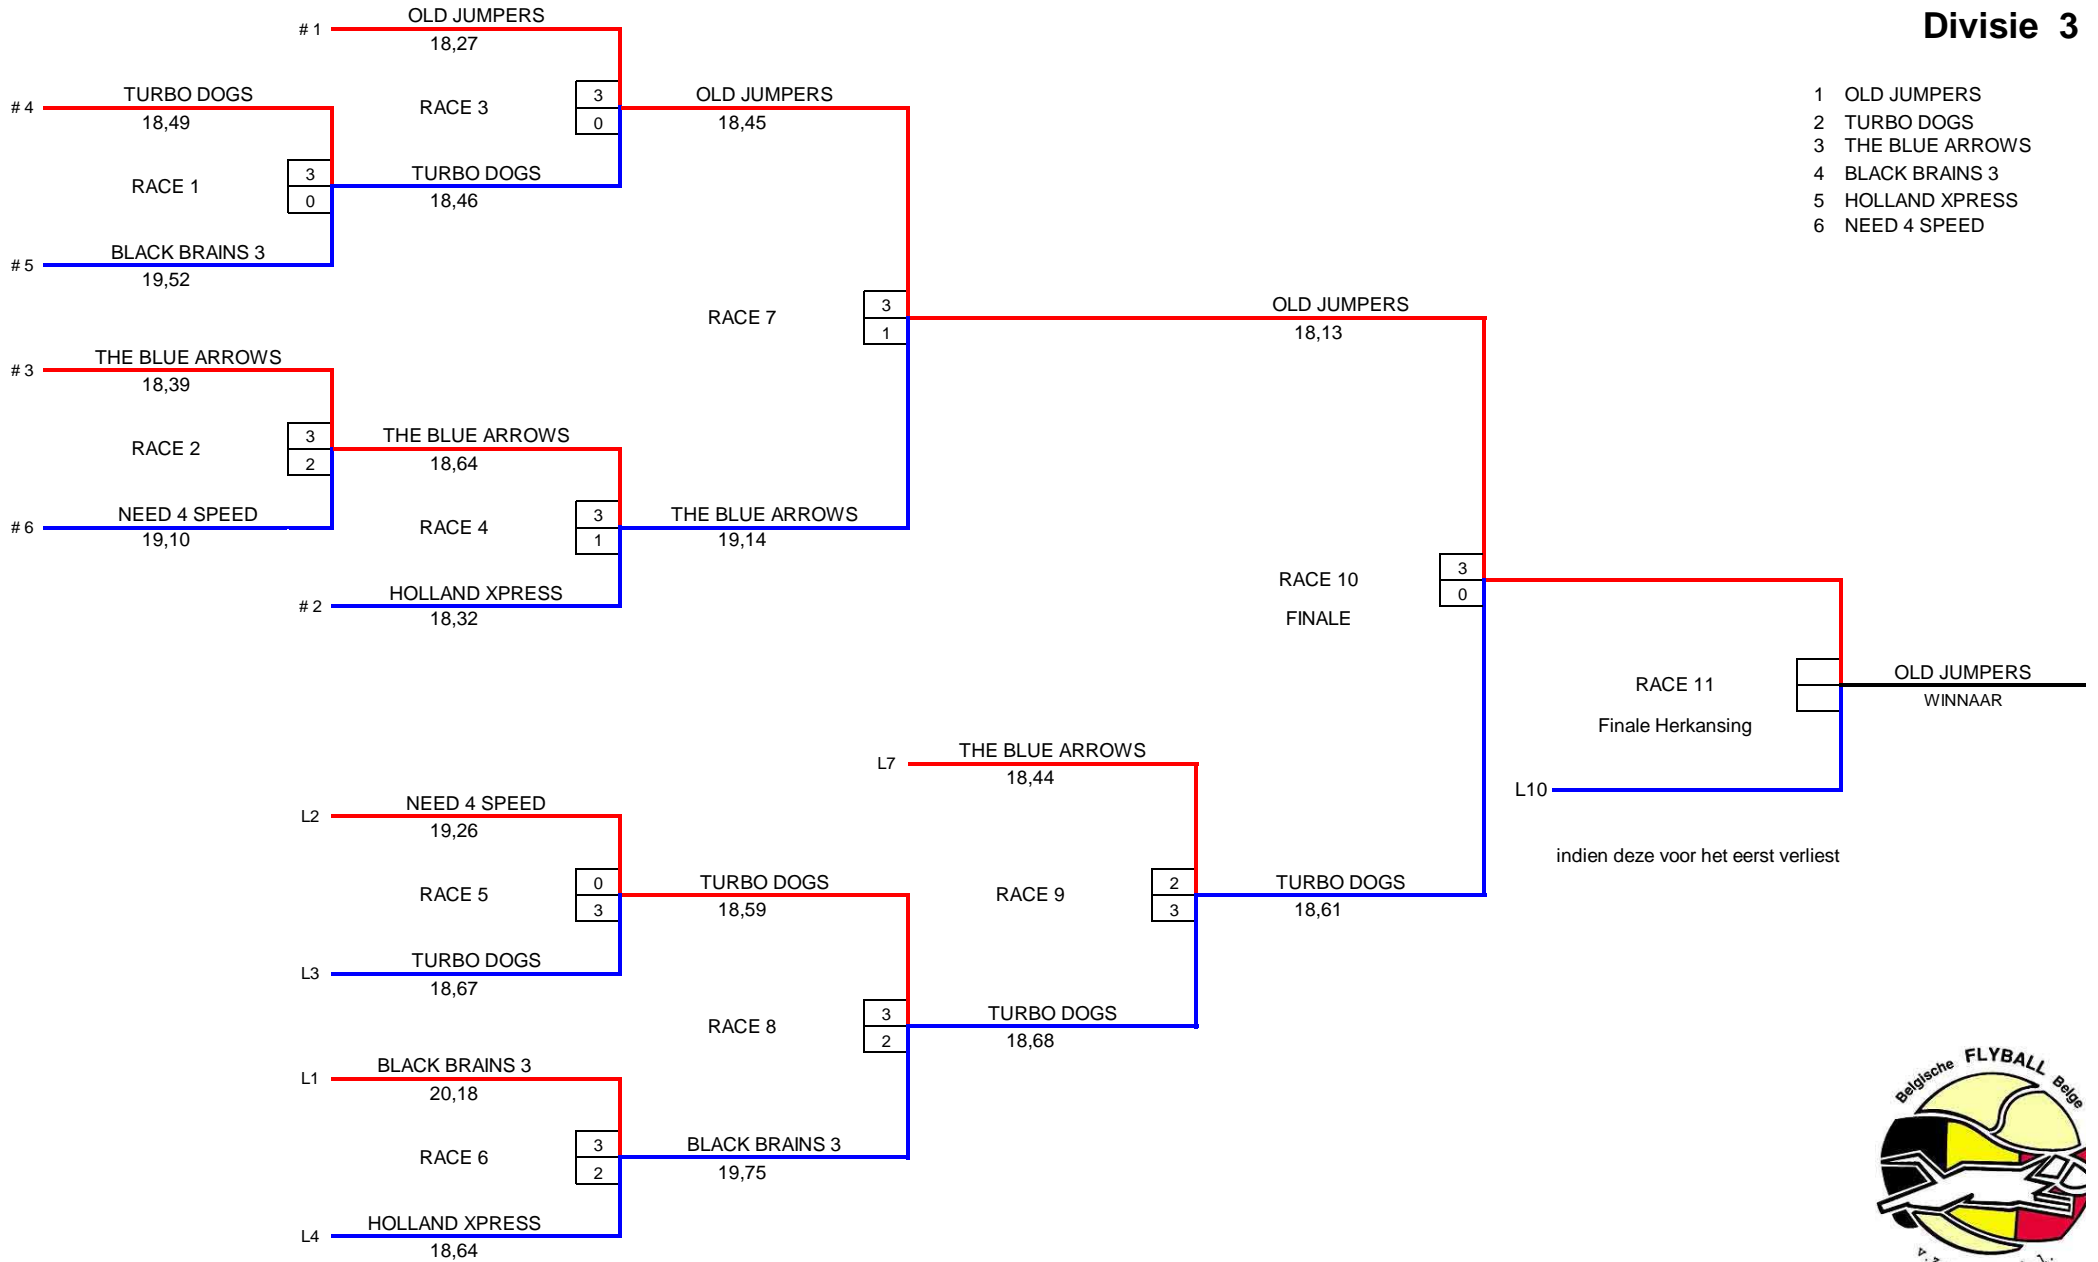 Divisie 3
1 OLD JUMPERS
2 TURBO DOGS
3 THE BLUE ARROWS
4 BLACK BRAINS 3
5 HOLLAND XPRESS
6 NEED 4 SPEED
# 1 OLD JUMPERS
18,27
# 4 TURBO DOGS
18,49
RACE 1
3
0
# 5 BLACK BRAINS 3
19,52
RACE 3
3
0
TURBO DOGS
18,46
OLD JUMPERS
18,45
# 3 THE BLUE ARROWS
18,39
RACE 2
3
2
# 6 NEED 4 SPEED
19,10
THE BLUE ARROWS
18,64
RACE 4
3
1
# 2 HOLLAND XPRESS
18,32
THE BLUE ARROWS
19,14
RACE 7
3
1
OLD JUMPERS
18,13
RACE 10
FINALE
3
0
RACE 11
Finale Herkansing
OLD JUMPERS
WINNAAR
L10
indien deze voor het eerst verliest
L7 THE BLUE ARROWS
18,44
L2 NEED 4 SPEED
19,26
RACE 5
0
3
L3 TURBO DOGS
18,67
TURBO DOGS
18,59
RACE 9
2
3
TURBO DOGS
18,61
RACE 8
3
2
TURBO DOGS
18,68
L1 BLACK BRAINS 3
20,18
RACE 6
3
2
BLACK BRAINS 3
19,75
L4 HOLLAND XPRESS
18,64
Belgische FLYBALL Belge